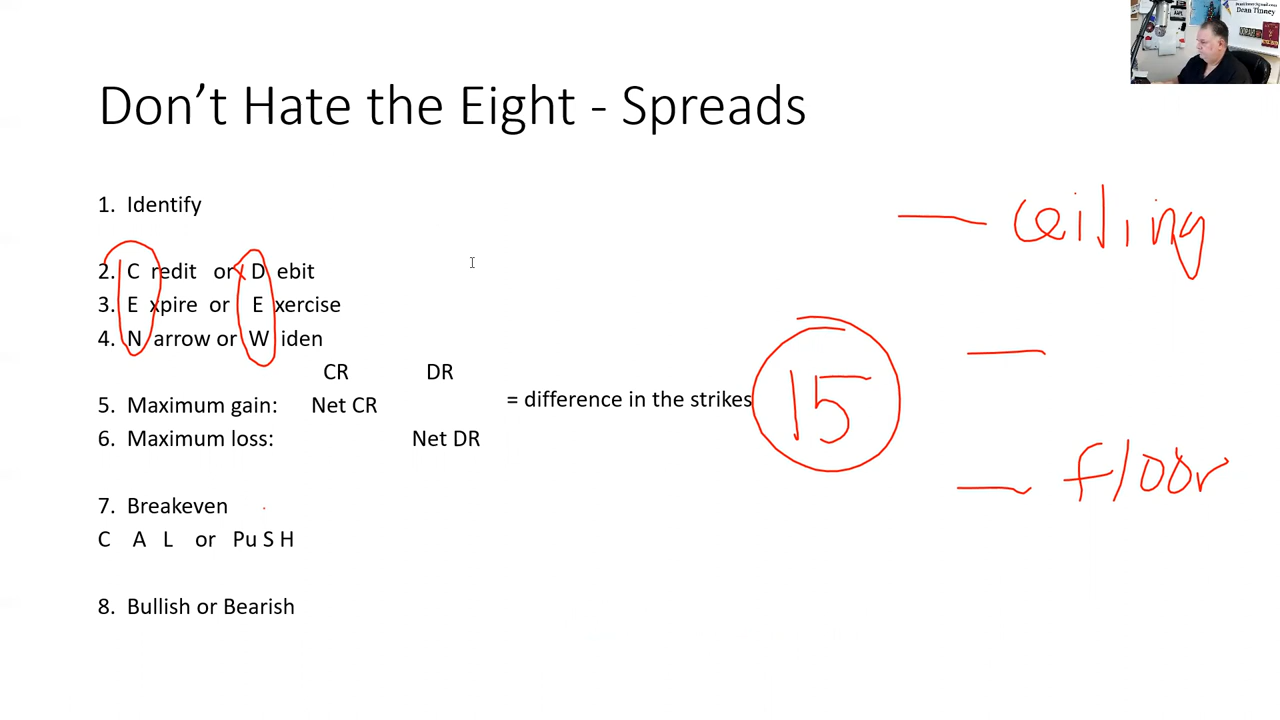 Dean Tinney
Don't Hate the Eight - Spreads
1. Identify
2. C redit or D ebit
3. E xpire or E xercise
4. N arrow or W iden
CR DR
5. Maximum gain: Net CR
= difference in the strikes
6. Maximum loss: Net DR
7. Breakeven
C A L or Pu S H
8. Bullish or Bearish
ceiling
15
floor